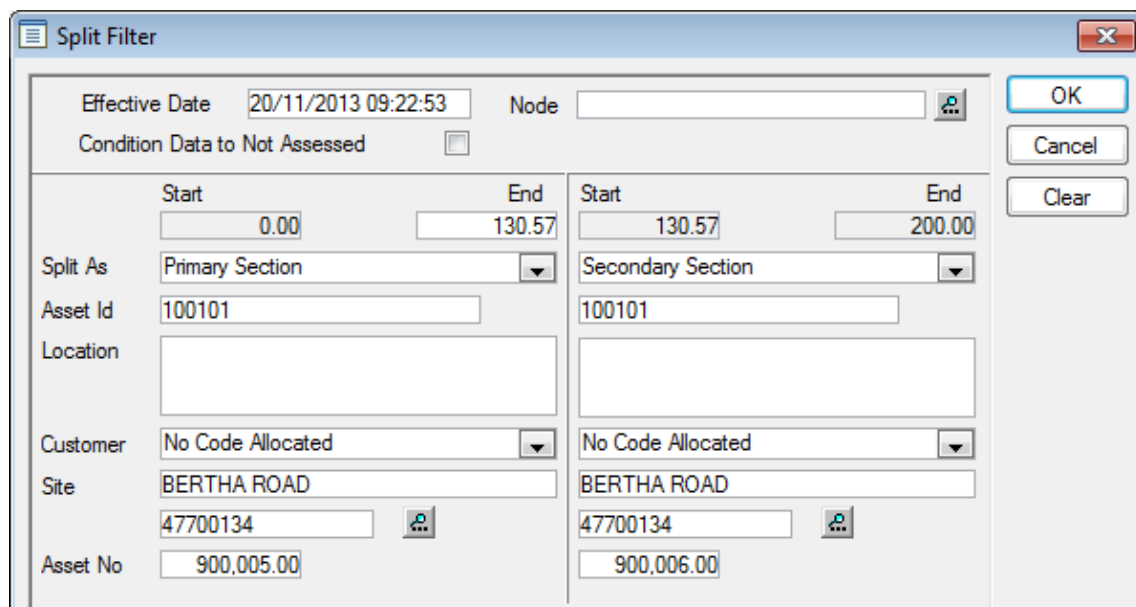 Split Filter
Effective Date 20/11/2013 09:22:53 Node OK
Condition Data to Not Assessed Cancel
Start End Start End Clear
0.00 130.57 130.57 200.00
Split As Primary Section Secondary Section
Asset Id 100101 100101
Location
Customer No Code Allocated No Code Allocated
Site BERTHA ROAD BERTHA ROAD
47700134 47700134
Asset No 900,005.00 900,006.00